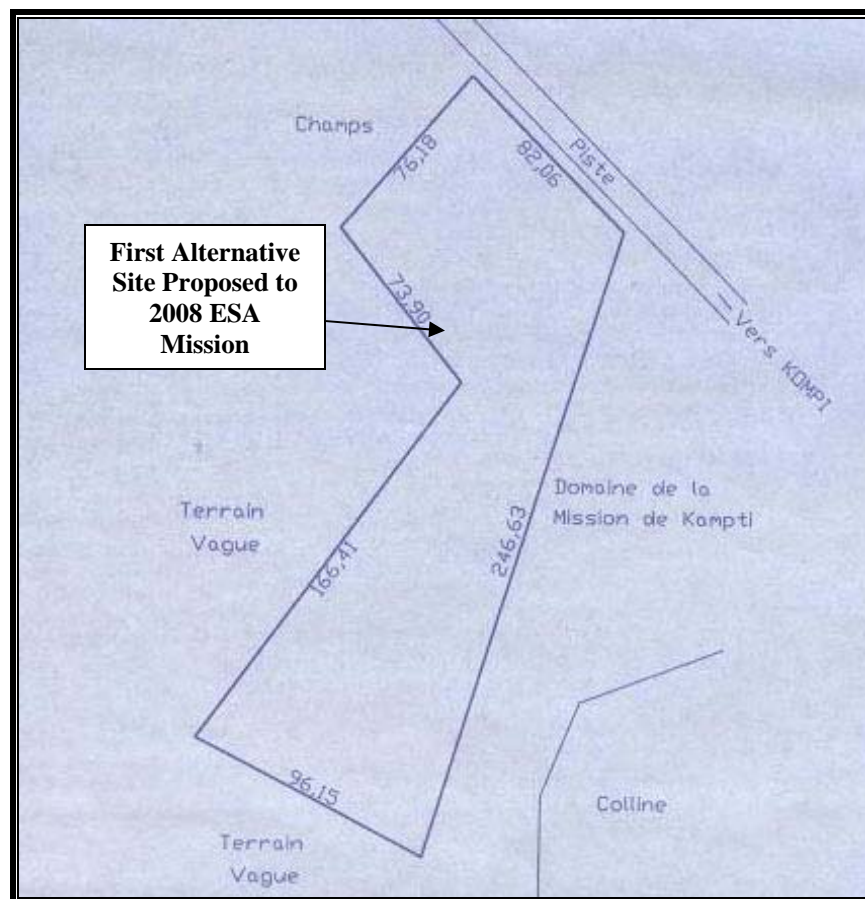 Champs
76,18
82,06
Piste
First Alternative
Site Proposed to
2008 ESA
Mission
73,90
Vers KOMPI
Domaine de la
Mission de Kampti
Terrain
Vague
166,41
246,63
96,15
Colline
Terrain
Vague